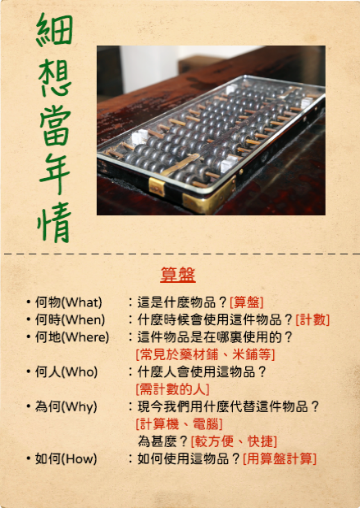 細想當年情
算盤
• 何物(What) ：這是什麼物品？[算盤]
• 何時(When) ：什麼時候會使用這件物品？[計數]
• 何地(Where) ：這件物品是在哪裏使用的？
[常見於藥材鋪、米鋪等]
• 何人(Who) ：什麼人會使用這物品？
[需計數的人]
• 為何(Why) ：現今我們用什麼代替這件物品？
[計算機、電腦]
為甚麼？[較方便、快捷]
• 如何(How) ：如何使用這物品？[用算盤計算]